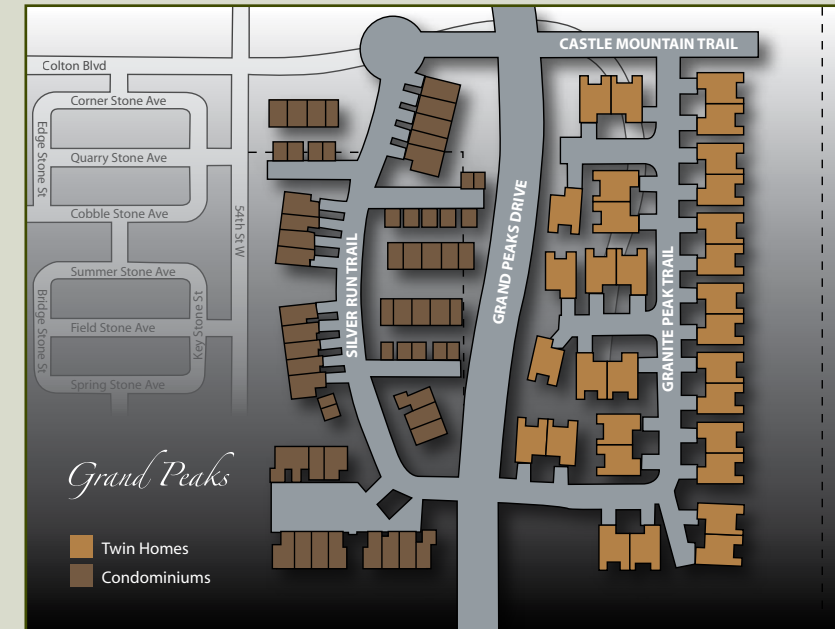 CASTLE MOUNTAIN TRAIL
Colton Blvd
Corner Stone Ave
Edge Stone St
Quarry Stone Ave
Cobble Stone Ave
54th St W
Summer Stone Ave
Bridge Stone St
Key Stone St
Field Stone Ave
Spring Stone Ave
SILVER RUN TRAIL
GRAND PEAKS DRIVE
GRANITE PEAK TRAIL
Grand Peaks
Twin Homes
Condominiums